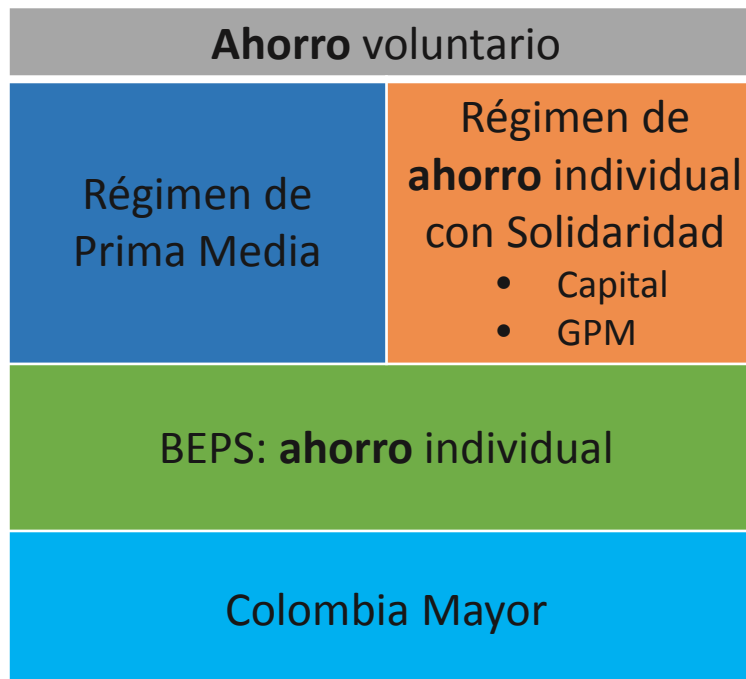 Ahorro voluntario
Régimen de
Prima Media
Régimen de
ahorro individual
con Solidaridad
• Capital
• GPM
BEPS: ahorro individual
Colombia Mayor